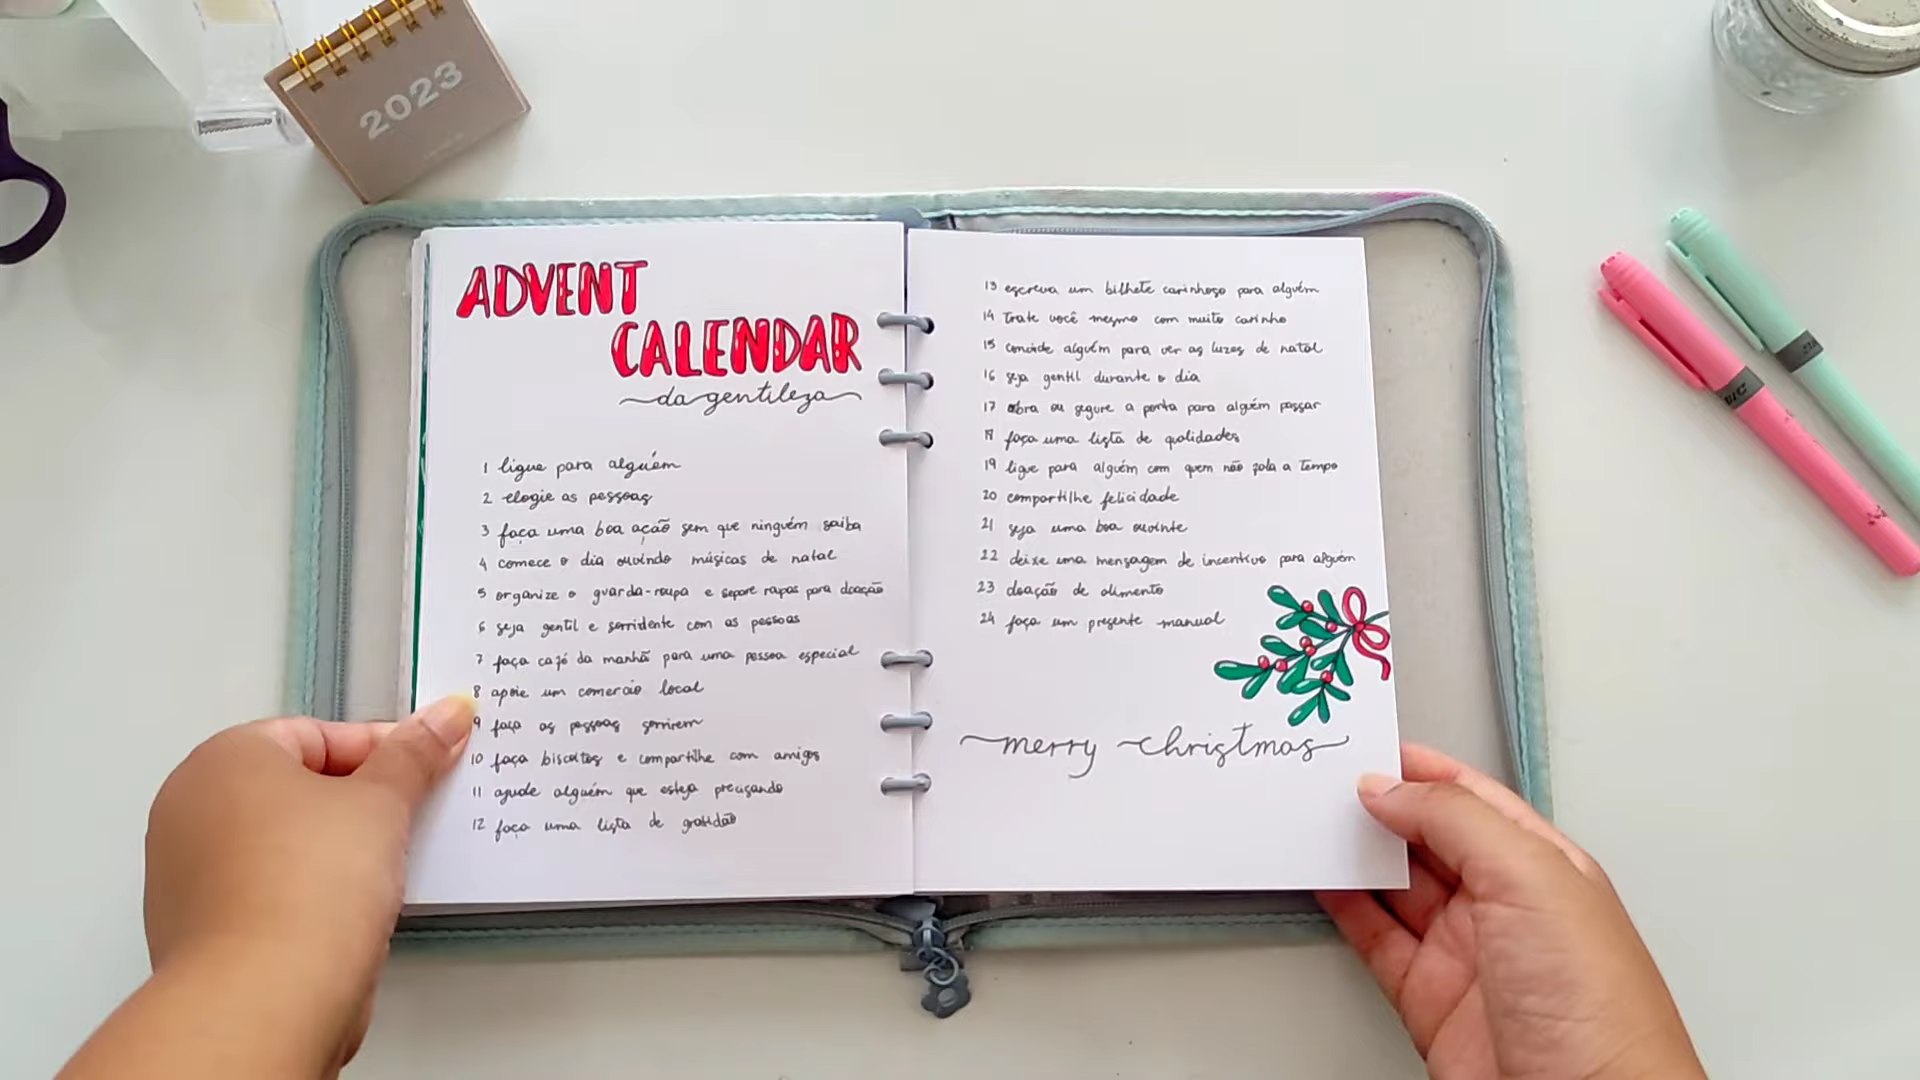 2023
ADVENT
CALENDAR
da gentileza
1 ligue para alguém
2 elogie as pessoas
3 faça uma boa ação sem que ninguém saiba
4 comece o dia ouvindo músicas de natal
5 organize o guarda-roupa e separe roupas para doação
6 seja gentil e sorridente com as pessoas
7 faça café da manhã para uma pessoa especial
8 apoie um comercio local
9 faça as pessoas sorrirem
10 faça biscoitos e compartilhe com amigos
11 ajude alguém que esteja precisando
12 faça uma lista de gratidão
13 escreva um bilhete carinhoso para alguém
14 trate você mesmo com muito carinho
15 convide alguém para ver as luzes de natal
16 seja gentil durante o dia
17 abra ou segure a porta para alguém passar
18 faça uma lista de qualidades
19 ligue para alguém com quem não fala a tempo
20 compartilhe felicidade
21 seja uma boa ouvinte
22 deixe uma mensagem de incentivo para alguém
23 doação de alimento
24 faça um presente manual
merry christmas
BIC